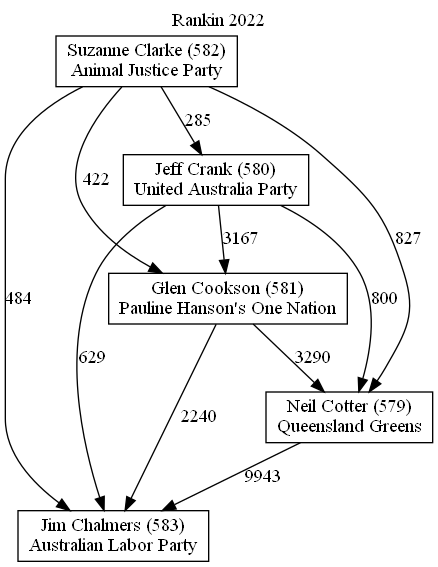 Rankin 2022
Suzanne Clarke (582)
Animal Justice Party
285
Jeff Crank (580)
United Australia Party
422
3167
827
Glen Cookson (581)
Pauline Hanson's One Nation
484
800
629
3290
Neil Cotter (579)
Queensland Greens
2240
9943
Jim Chalmers (583)
Australian Labor Party